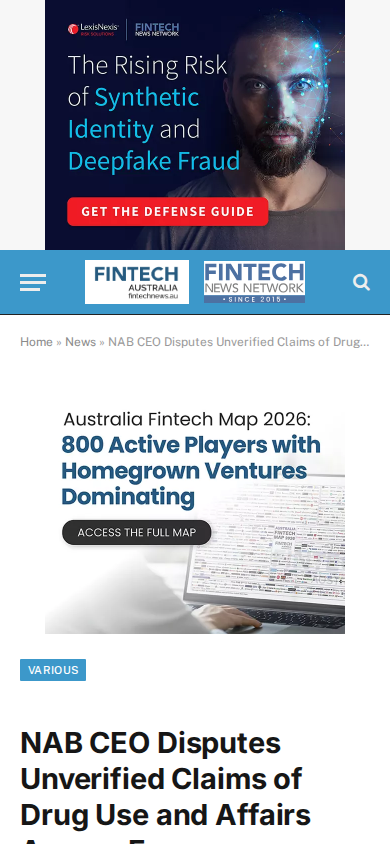 LexisNexis
RISK SOLUTIONS
FINTECH
NEWS NETWORK
The Rising Risk
of Synthetic
Identity and
Deepfake Fraud
GET THE DEFENSE GUIDE
FINTECH
AUSTRALIA
fintechnews.au
FINTECH
NEWS NETWORK
• SINCE 2015 •
Home » News » NAB CEO Disputes Unverified Claims of Drug...
Australia Fintech Map 2026:
800 Active Players with
Homegrown Ventures
Dominating
ACCESS THE FULL MAP
VARIOUS
NAB CEO Disputes
Unverified Claims of
Drug Use and Affairs